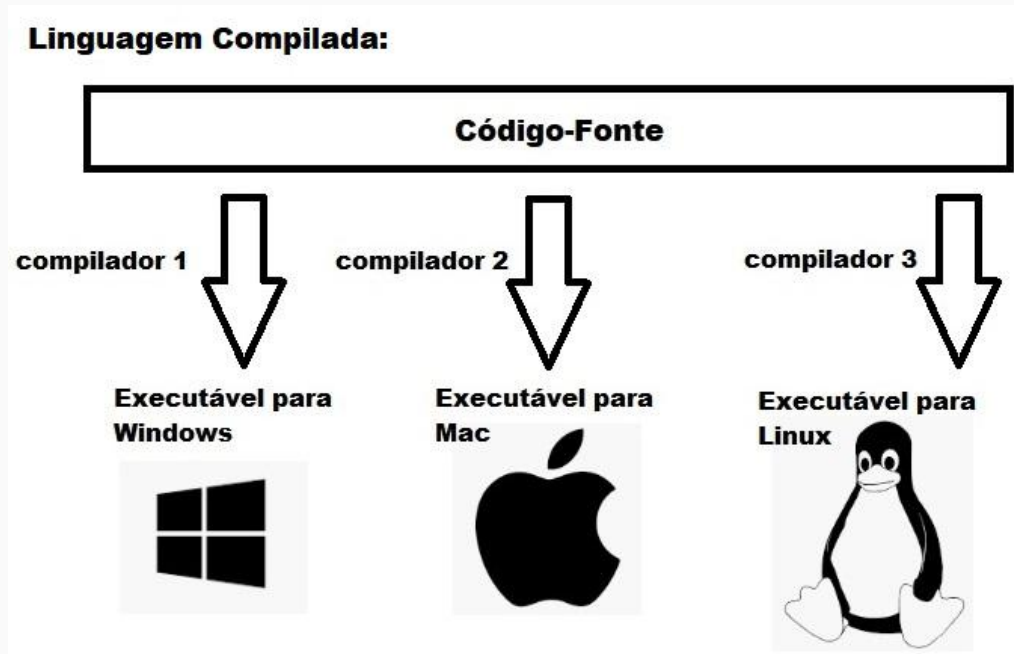 Linguagem Compilada:
Código-Fonte
compilador 1
compilador 2
compilador 3
Executável para
Windows
Executável para
Mac
Executável para
Linux